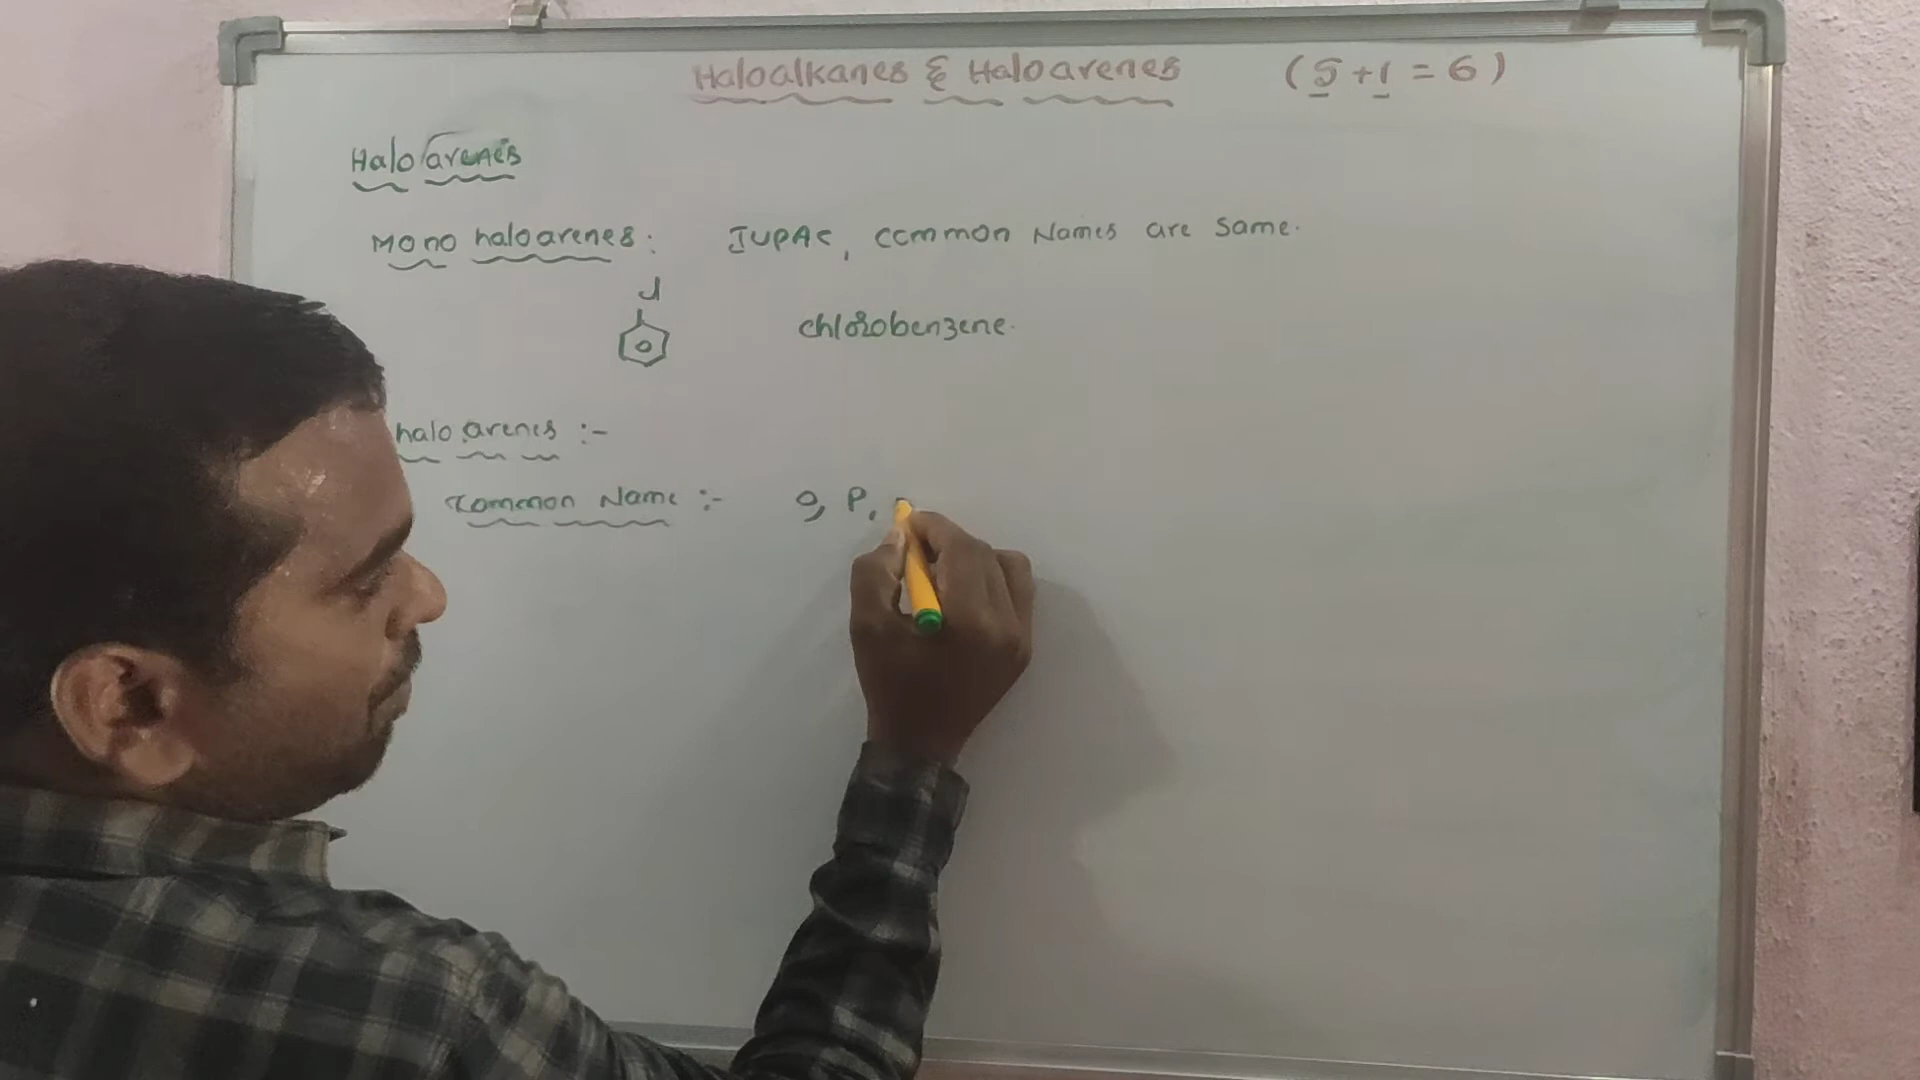 Haloalkanes & Haloarenes (5+1=6)
Haloarenes
Mono haloarenes: IUPAC, common Names are same.
Cl
chlorobenzene.
halo arenes :-
Common Name :- o, P,